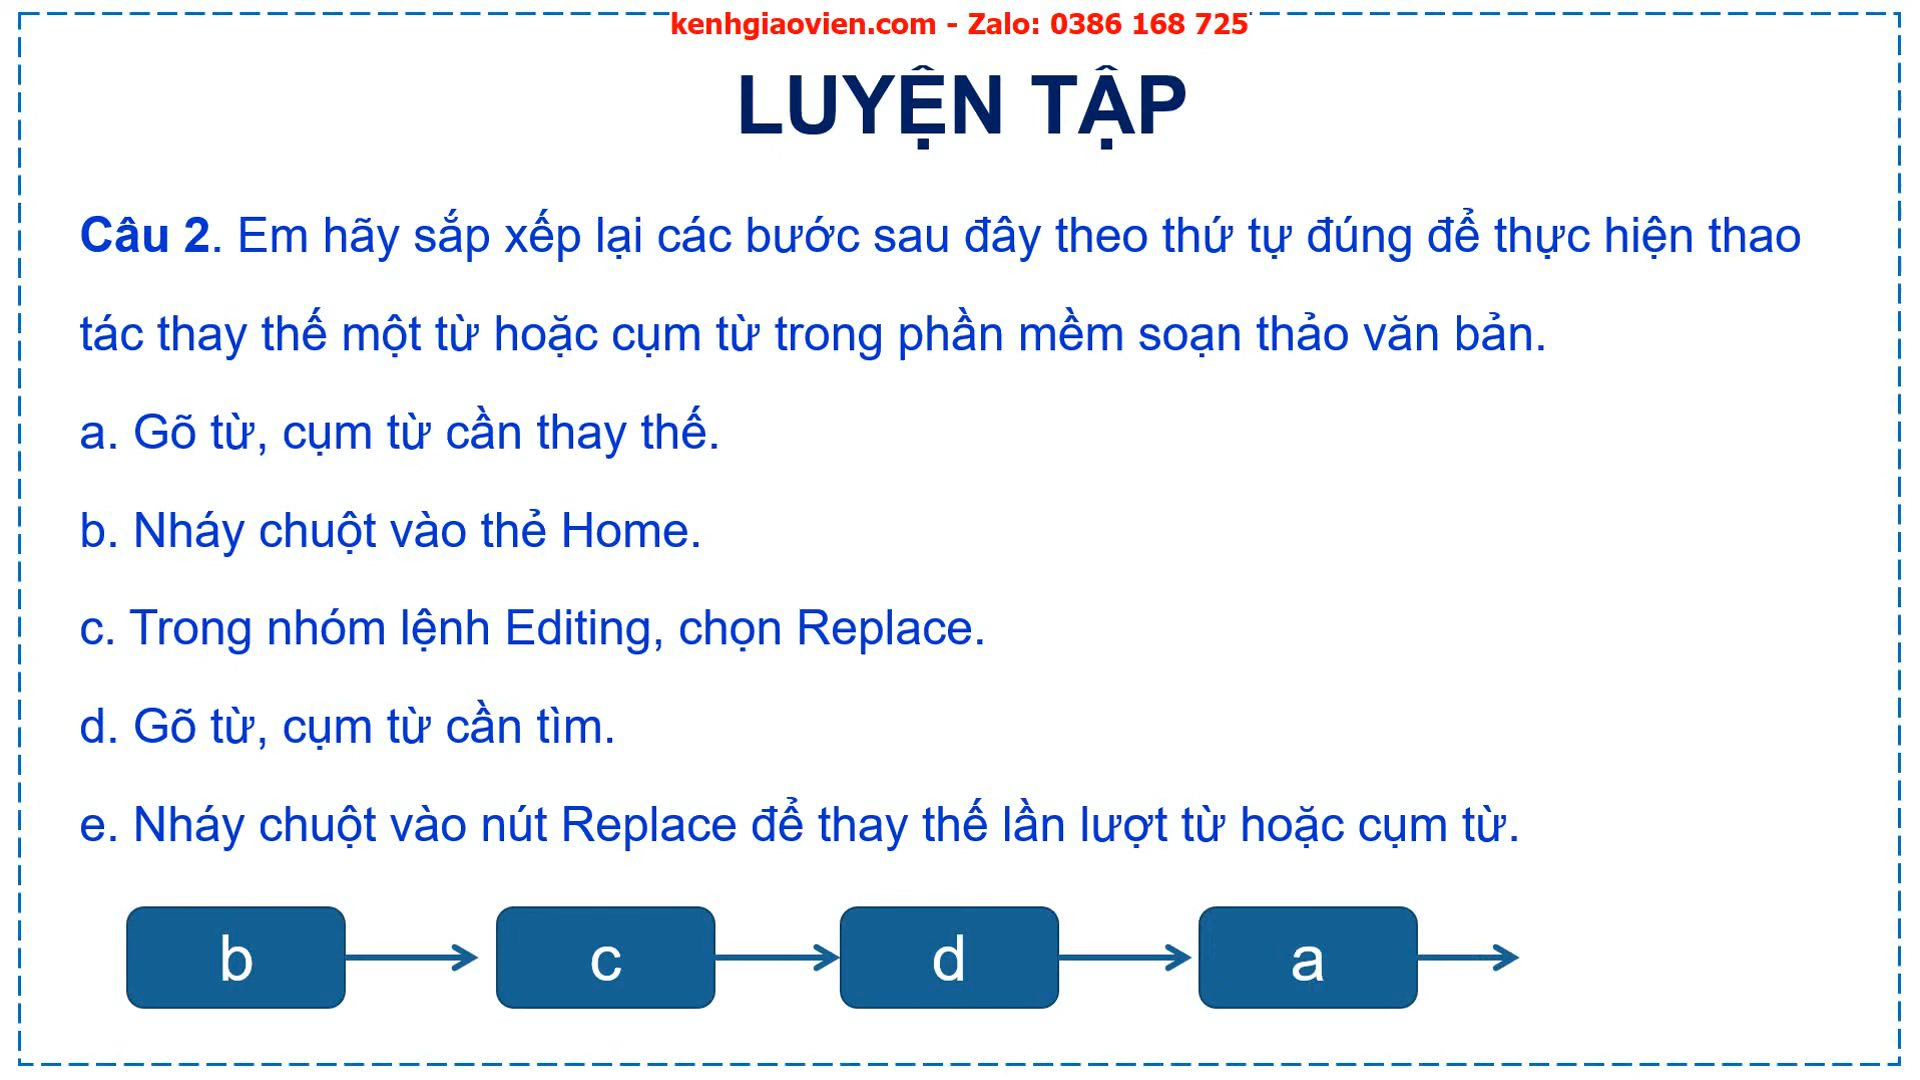 kenhgiaovien.com - Zalo: 0386 168 725
LUYỆN TẬP
Câu 2. Em hãy sắp xếp lại các bước sau đây theo thứ tự đúng để thực hiện thao
tác thay thế một từ hoặc cụm từ trong phần mềm soạn thảo văn bản.
a. Gõ từ, cụm từ cần thay thế.
b. Nháy chuột vào thẻ Home.
c. Trong nhóm lệnh Editing, chọn Replace.
d. Gõ từ, cụm từ cần tìm.
e. Nháy chuột vào nút Replace để thay thế lần lượt từ hoặc cụm từ.
b c d a